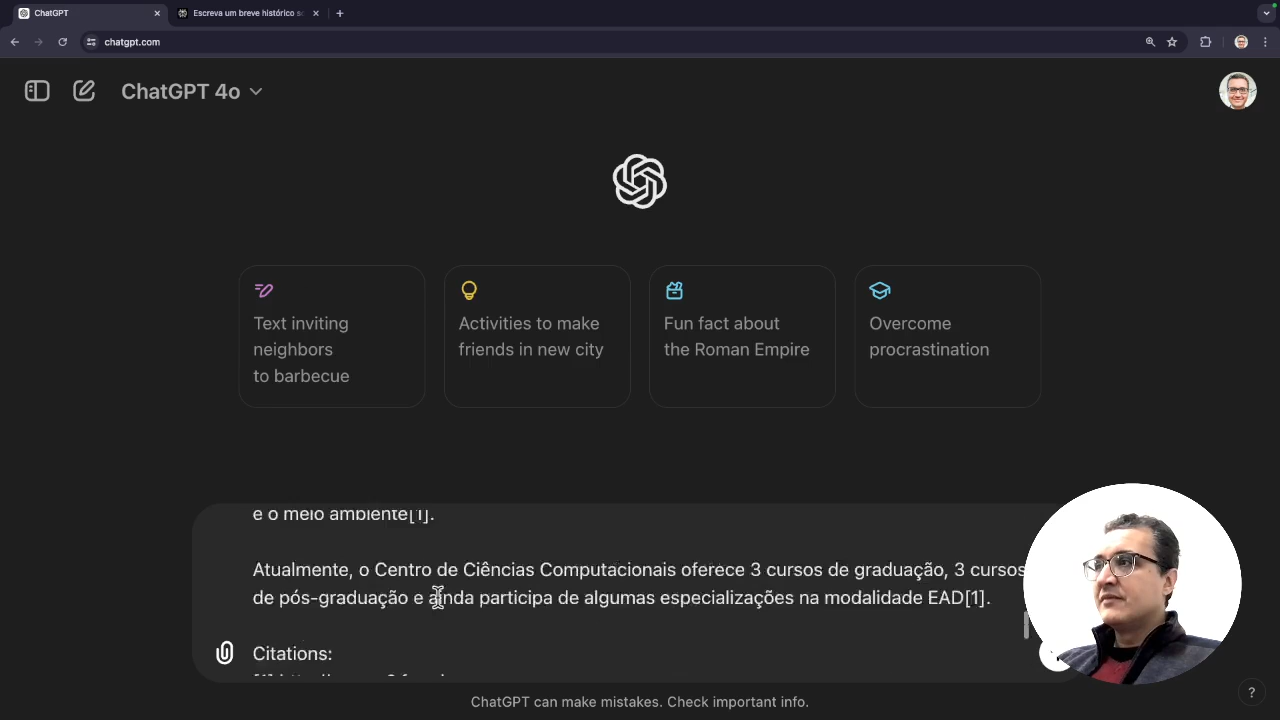 ChatGPT
Escreva um breve histórico s
chatgpt.com
ChatGPT 4o
Text inviting
neighbors
to barbecue
Activities to make
friends in new city
Fun fact about
the Roman Empire
Overcome
procrastination
e o meio ambiente[1].
Atualmente, o Centro de Ciências Computacionais oferece 3 cursos de graduação, 3 cursos
de pós-graduação e ainda participa de algumas especializações na modalidade EAD[1].
Citations:
ChatGPT can make mistakes. Check important info.
?